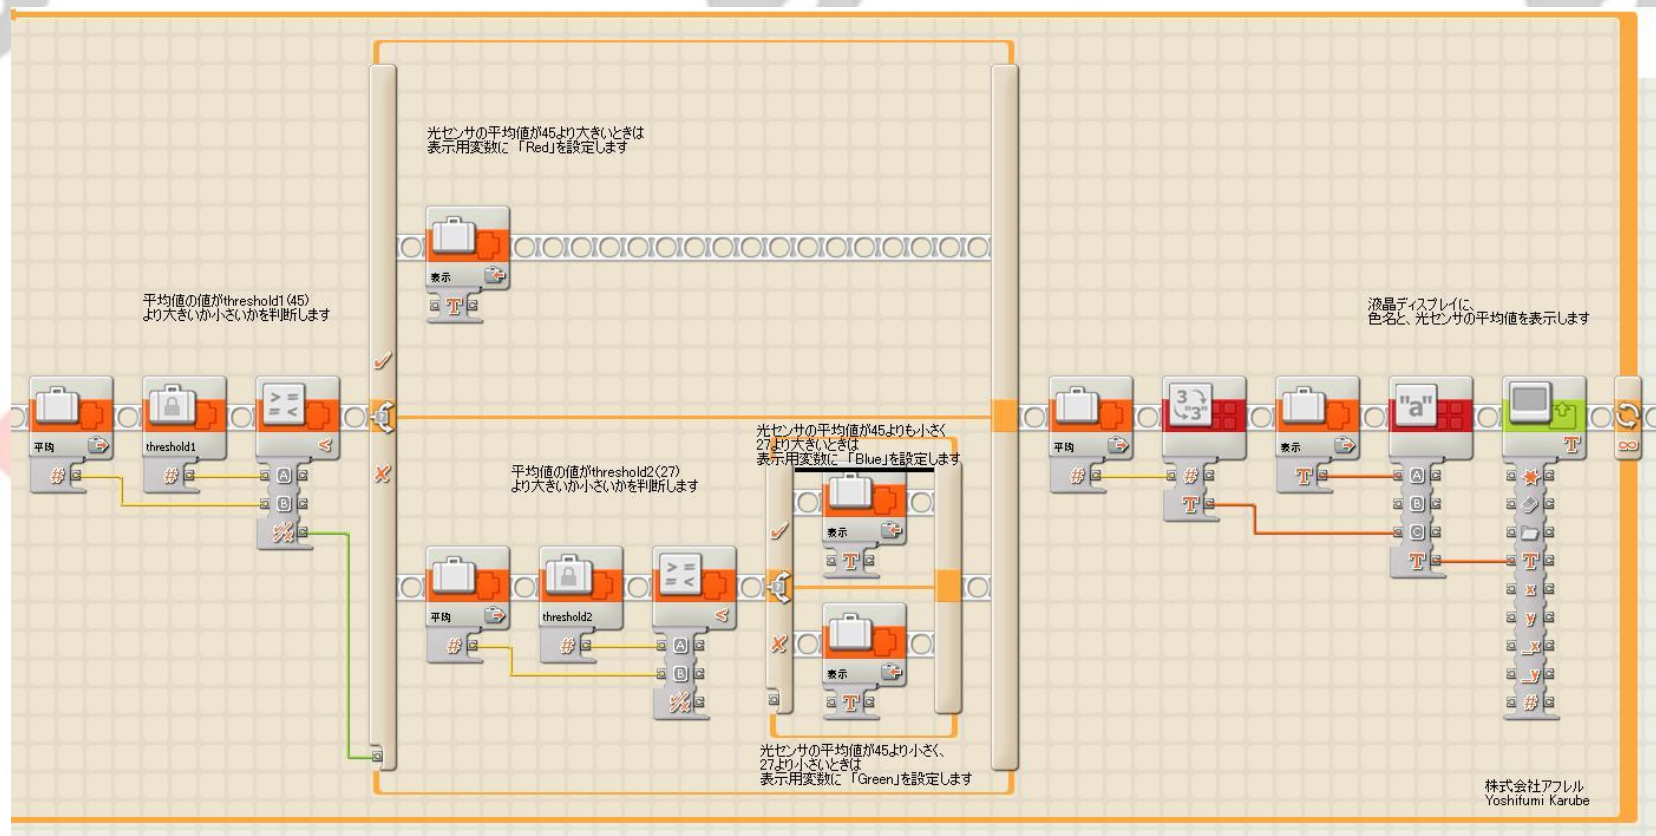 光センサの平均値が45より大きいときは
表示用変数に「Red」を設定します
表示
T
平均値の値がthreshold1(45)
より大きいか小さいかを判断します
平均
threshold1
> =
= <
<
#
#
A
B
平均値の値がthreshold2(27)
より大きいか小さいかを判断します
平均
threshold2
> =
= <
<
#
#
A
B
光センサの平均値が45よりも小さく
27より大きいときは
表示用変数に「Blue」を設定します
表示
T
表示
T
光センサの平均値が45より小さく、
27より小さいときは
表示用変数に「Green」を設定します
液晶ディスプレイに、
色名と、光センサの平均値を表示します
平均
3
"3"
表示
"a"
T
#
#
T
T
A
B
C
T
T
x
y
_x
_y
#
∞
株式会社アフレル
Yoshifumi Karube